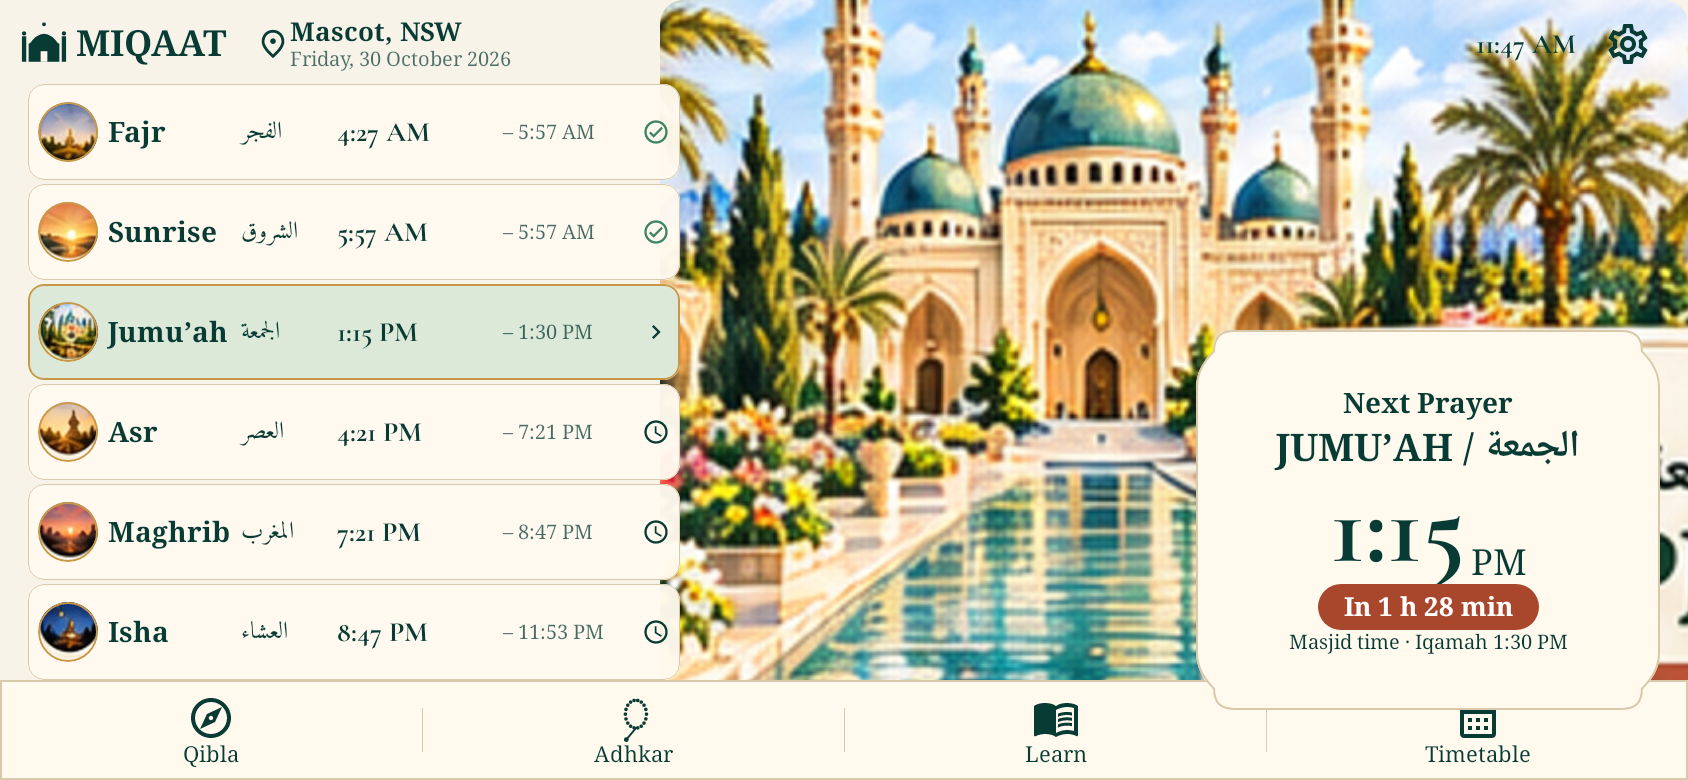 MIQAAT
Mascot, NSW
Friday, 30 October 2026
11:47 AM
Fajr الفجر 4:27 AM – 5:57 AM
Sunrise الشروق 5:57 AM – 5:57 AM
Jumu’ah الجمعة 1:15 PM – 1:30 PM
Asr العصر 4:21 PM – 7:21 PM
Maghrib المغرب 7:21 PM – 8:47 PM
Isha العشاء 8:47 PM – 11:53 PM
Next Prayer
JUMU’AH / الجمعة
1:15 PM
In 1 h 28 min
Masjid time · Iqamah 1:30 PM
Qibla
Adhkar
Learn
Timetable